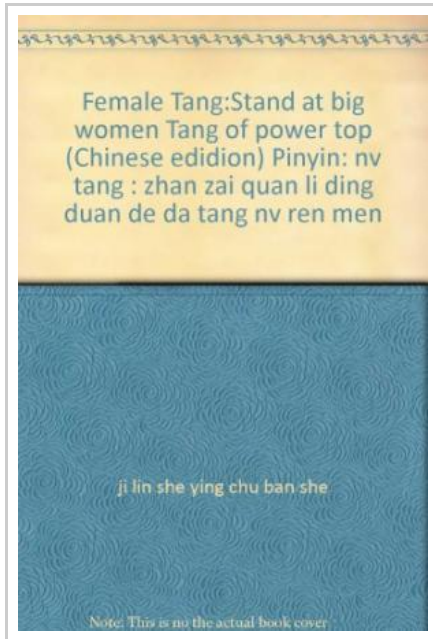 Female Tang:Stand at big
women Tang of power top
(Chinese edidion) Pinyin: nv
tang : zhan zai quan li ding
duan de da tang nv ren men
ji lin she ying chu ban she
Note: This is no the actual book cover